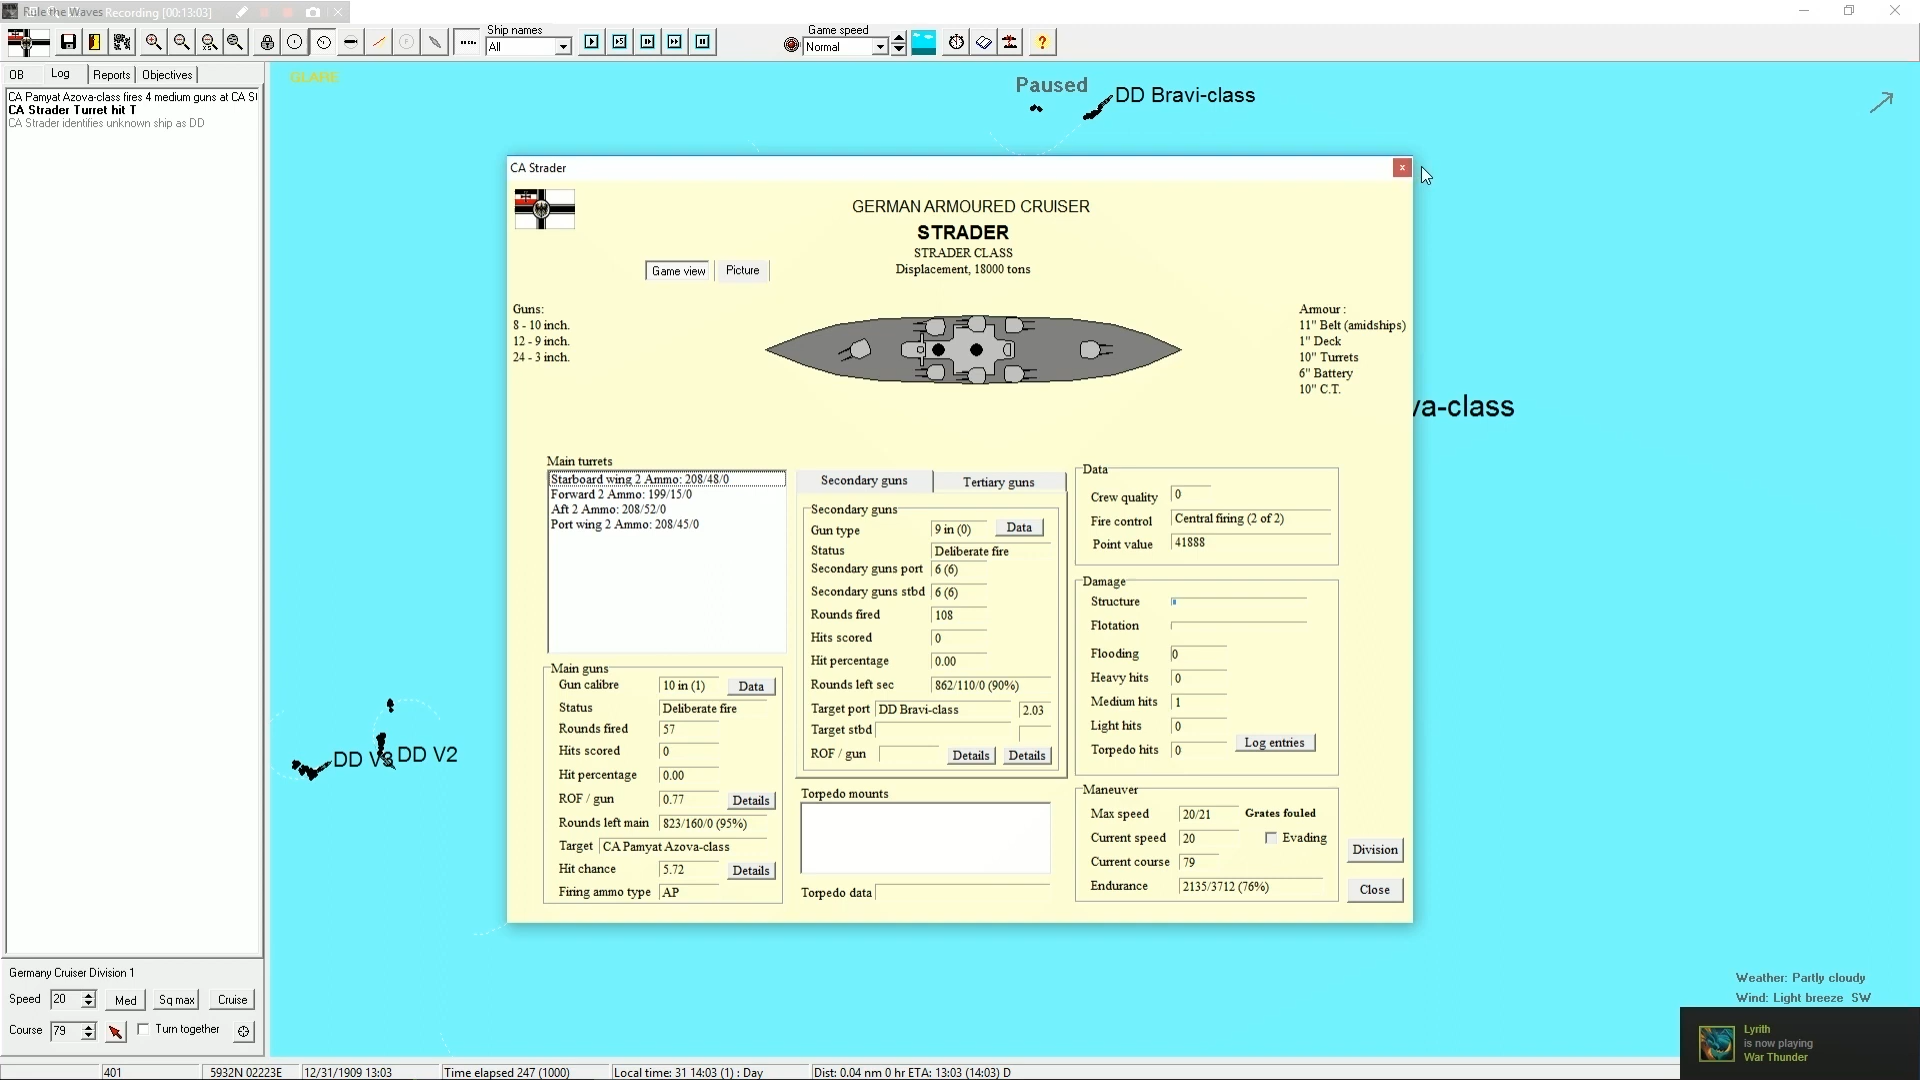 Rule the Waves Recording [00:13:03]
Ship names
All
Game speed
Normal
OB Log Reports Objectives
CA Pamyat Azova-class fires 4 medium guns at CA S
CA Strader Turret hit T
CA Strader identifies unknown ship as DD
GLARE
Paused
DD Bravi-class
va-class
DD V3
DD V2
CA Strader
GERMAN ARMOURED CRUISER
STRADER
STRADER CLASS
Displacement, 18000 tons
Game view Picture
Guns:
8 - 10 inch.
12 - 9 inch.
24 - 3 inch.
Armour :
11" Belt (amidships)
1" Deck
10" Turrets
6" Battery
10" C.T.
Main turrets
Starboard wing 2 Ammo: 208/48/0
Forward 2 Ammo: 199/15/0
Aft 2 Ammo: 208/52/0
Port wing 2 Ammo: 208/45/0
Main guns
Gun calibre 10 in (1) Data
Status Deliberate fire
Rounds fired 57
Hits scored 0
Hit percentage 0.00
ROF / gun 0.77 Details
Rounds left main 823/160/0 (95%)
Target CA Pamyat Azova-class
Hit chance 5.72 Details
Firing ammo type AP
Secondary guns Tertiary guns
Secondary guns
Gun type 9 in (0) Data
Status Deliberate fire
Secondary guns port 6 (6)
Secondary guns stbd 6 (6)
Rounds fired 108
Hits scored 0
Hit percentage 0.00
Rounds left sec 862/110/0 (90%)
Target port DD Bravi-class 2.03
Target stbd
ROF / gun Details Details
Torpedo mounts
Torpedo data
Data
Crew quality 0
Fire control Central firing (2 of 2)
Point value 41888
Damage
Structure
Flotation
Flooding 0
Heavy hits 0
Medium hits 1
Light hits 0
Torpedo hits 0 Log entries
Maneuver
Max speed 20/21 Grates fouled
Current speed 20 Evading
Current course 79
Endurance 2135/3712 (76%)
Division
Close
Germany Cruiser Division 1
Speed 20 Med Sq max Cruise
Course 79 Turn together
Weather: Partly cloudy
Wind: Light breeze SW
Lyrith
is now playing
War Thunder
401 5932N 02223E 12/31/1909 13:03 Time elapsed 247 (1000) Local time: 31 14:03 (1) : Day Dist: 0.04 nm 0 hr ETA: 13:03 (14:03) D